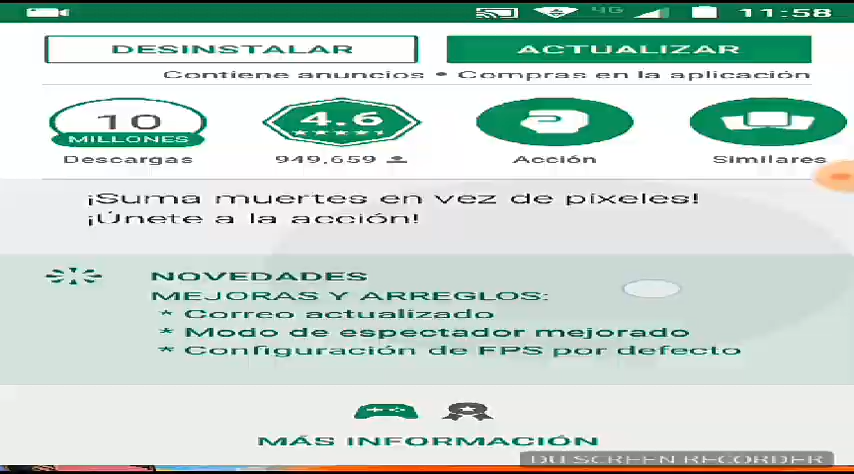 4G 11:58
DESINSTALAR ACTUALIZAR
Contiene anuncios • Compras en la aplicación
10 4.6
MILLONES
Descargas 949,659 Acción Similares
¡Suma muertes en vez de píxeles!
¡Únete a la acción!
NOVEDADES
MEJORAS Y ARREGLOS:
* Correo actualizado
* Modo de espectador mejorado
* Configuración de FPS por defecto
MÁS INFORMACIÓN
DU SCREEN RECORDER